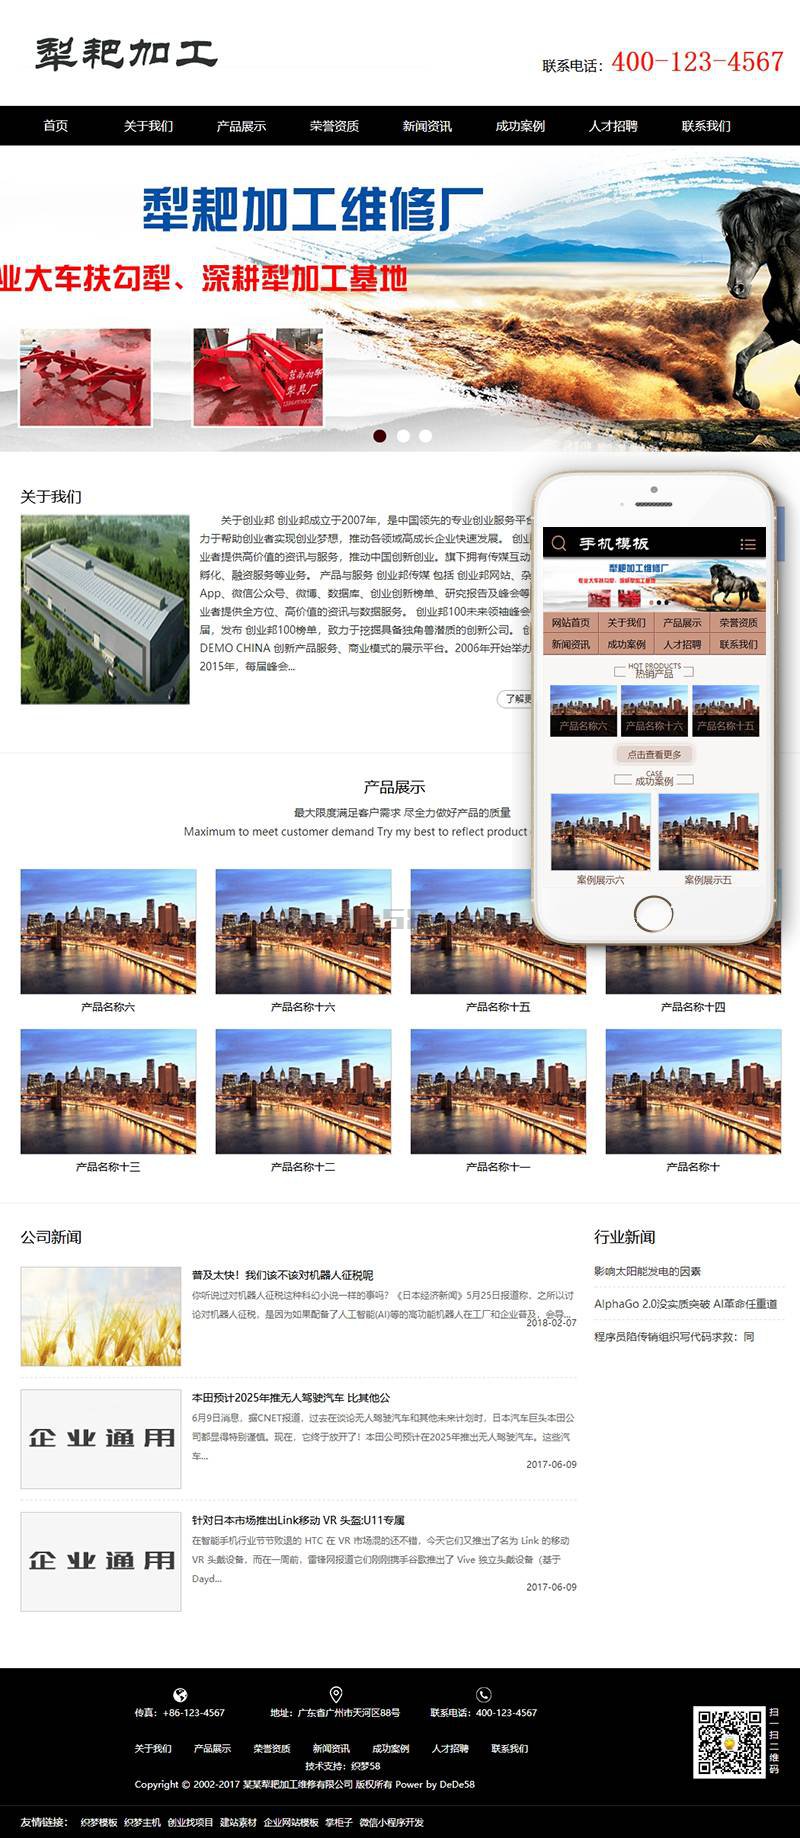 犁耙加工
联系电话：400-123-4567
首页 关于我们 产品展示 荣誉资质 新闻资讯 成功案例 人才招聘 联系我们
犁耙加工维修厂
业大车扶勾犁、深耕犁加工基地
关于我们
关于创业邦 创业邦成立于2007年，是中国领先的专业创业服务平台
力于帮助创业者实现创业梦想，推动各领域高成长企业快速发展。 创业
业者提供高价值的资讯与服务，推动中国创新创业。旗下拥有传媒互动
孵化、融资服务等业务。 产品与服务 创业邦传媒 包括 创业邦网站、杂
App、微信公众号、微博、数据库、创业创新榜单、研究报告及峰会等
业者提供全方位、高价值的资讯与数据服务。 创业邦100未来领袖峰会
届，发布 创业邦100榜单，致力于挖掘具备独角兽潜质的创新公司。 创
DEMO CHINA 创新产品服务、商业模式的展示平台。2006年开始举办
2015年，每届峰会...
了解更
手机模板
犁耙加工维修厂
专业大车扶勾犁、深耕犁加工基地
网站首页 关于我们 产品展示 荣誉资质
新闻资讯 成功案例 人才招聘 联系我们
HOT PRODUCTS
热销产品
产品名称六 产品名称十六 产品名称十五
点击查看更多
CASE
成功案例
案例展示六 案例展示五
产品展示
最大限度满足客户需求 尽全力做好产品的质量
Maximum to meet customer demand Try my best to reflect product
产品名称六 产品名称十六 产品名称十五 产品名称十四
产品名称十三 产品名称十二 产品名称十一 产品名称十
公司新闻
普及太快！我们该不该对机器人征税呢
你听说过对机器人征税这种科幻小说一样的事吗？《日本经济新闻》5月25日报道称，之所以讨
论对机器人征税，是因为如果配备了人工智能(AI)等的高功能机器人在工厂和企业普及，会导...
2018-02-07
企业通用
本田预计2025年推无人驾驶汽车 比其他公
6月9日消息，据CNET报道，过去在谈论无人驾驶汽车和其他未来计划时，日本汽车巨头本田公
司都显得特别谨慎。现在，它终于放开了！本田公司预计在2025年推出无人驾驶汽车。这些汽
车...
2017-06-09
企业通用
针对日本市场推出Link移动 VR 头盔:U11专属
在智能手机行业节节败退的 HTC 在 VR 市场混的还不错，今天它们又推出了名为 Link 的移动
VR 头戴设备，而在一周前，雷锋网报道它们刚刚携手谷歌推出了 Vive 独立头戴设备（基于
Dayd...
2017-06-09
行业新闻
影响太阳能发电的因素
AlphaGo 2.0没实质突破 AI革命任重道
程序员陷传销组织写代码求救：同
传真：+86-123-4567 地址：广东省广州市天河区88号 联系电话：400-123-4567
关于我们 产品展示 荣誉资质 新闻资讯 成功案例 人才招聘 联系我们
技术支持：织梦58
Copyright © 2002-2017 某某犁耙加工维修有限公司 版权所有 Power by DeDe58
扫一扫二维码
友情链接： 织梦模板 织梦主机 创业找项目 建站素材 企业网站模板 掌柜子 微信小程序开发